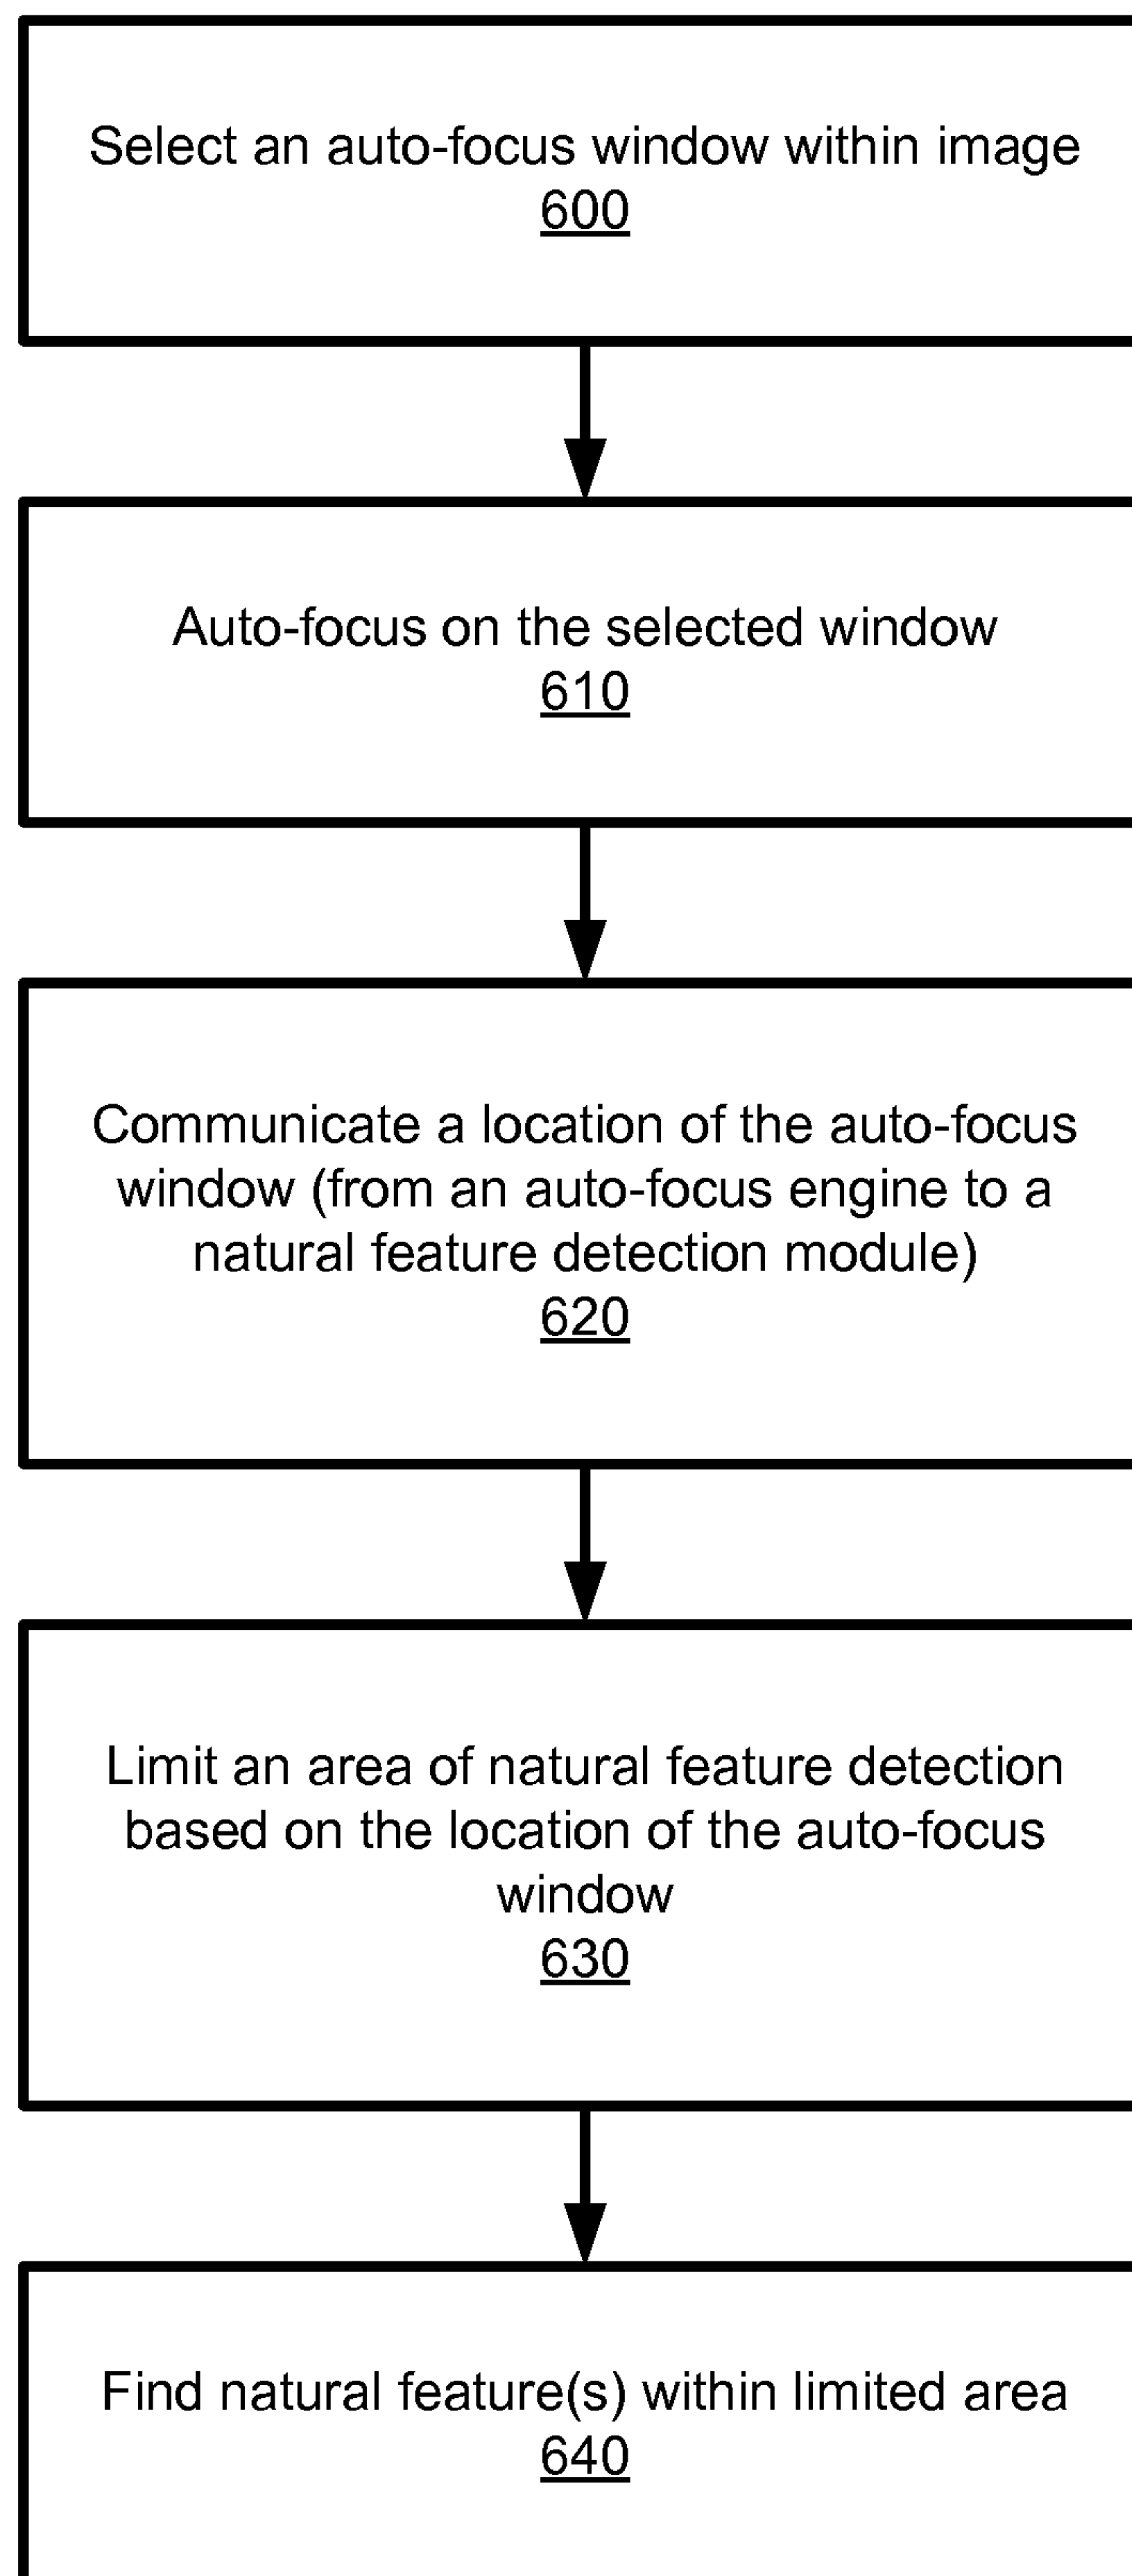 Select an auto-focus window within image
600
Auto-focus on the selected window
610
Communicate a location of the auto-focus
window (from an auto-focus engine to a
natural feature detection module)
620
Limit an area of natural feature detection
based on the location of the auto-focus
window
630
Find natural feature(s) within limited area
640